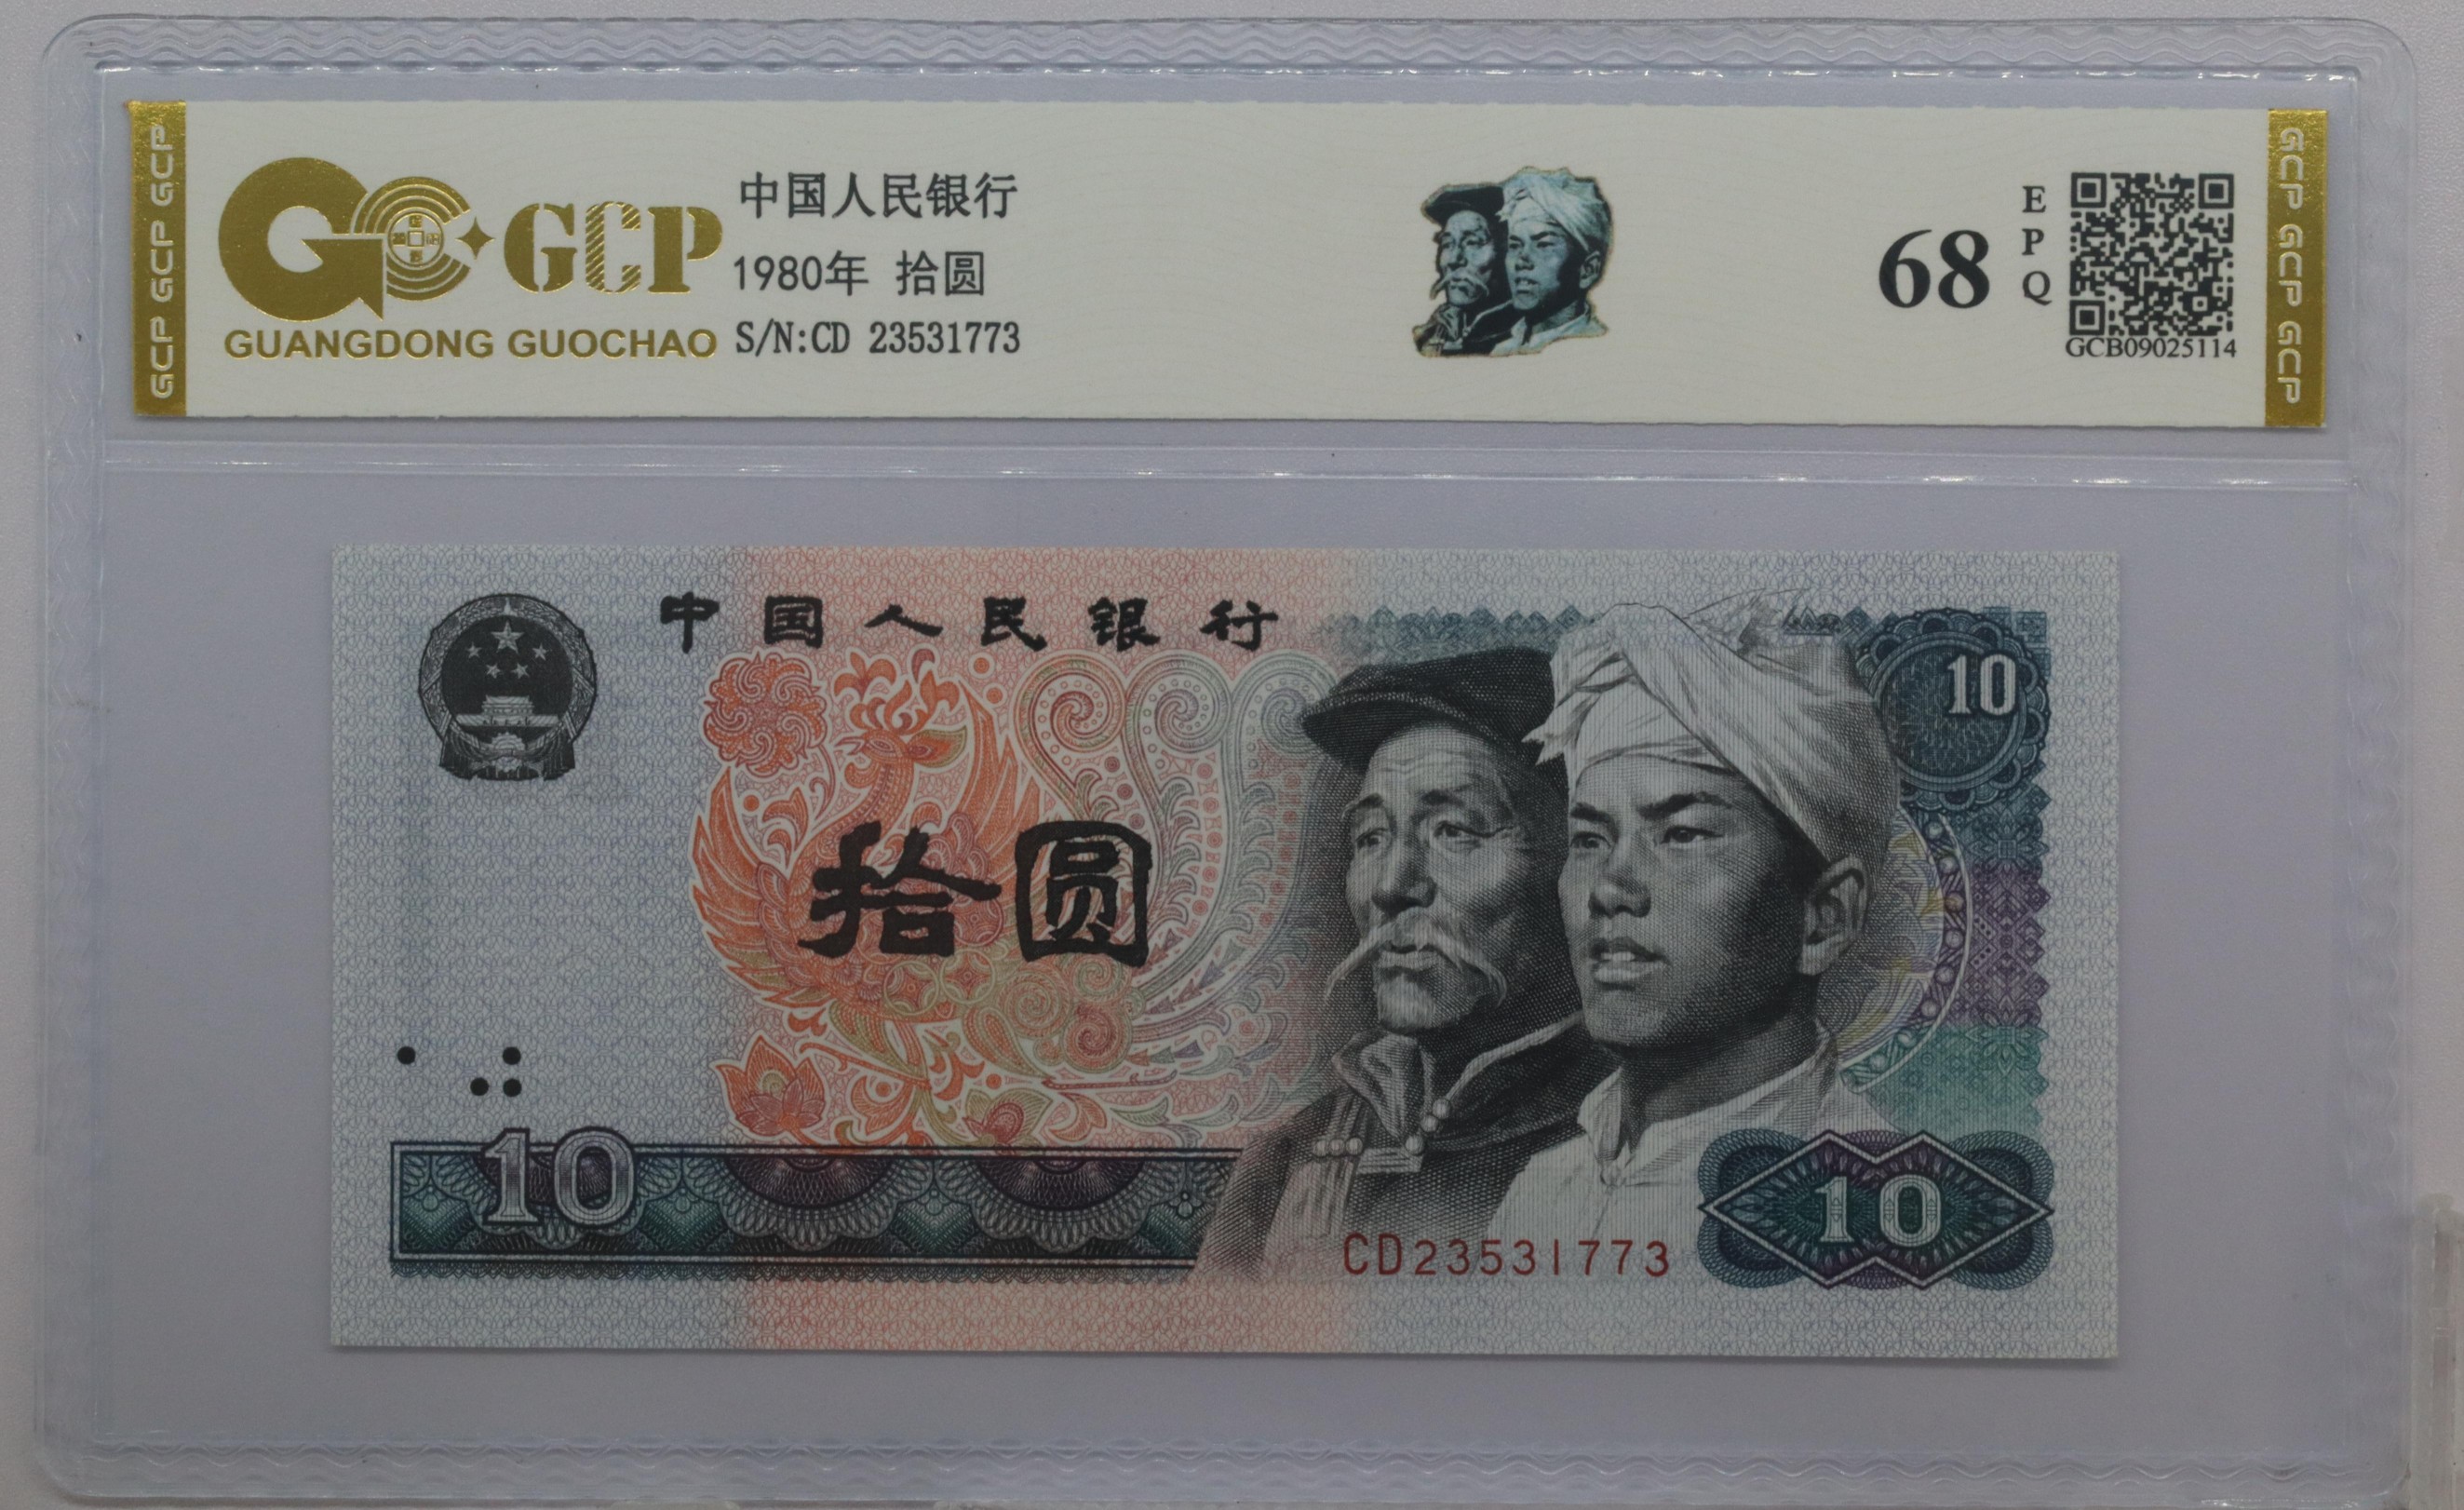 GCP GCP GCP
GCP
GUANGDONG GUOCHAO
中国人民银行
1980年 拾圆
S/N:CD 23531773
68
EPQ
GCB09025114
GCP GCP GCP
中国人民银行
10
拾圆
10
CD23531773
10